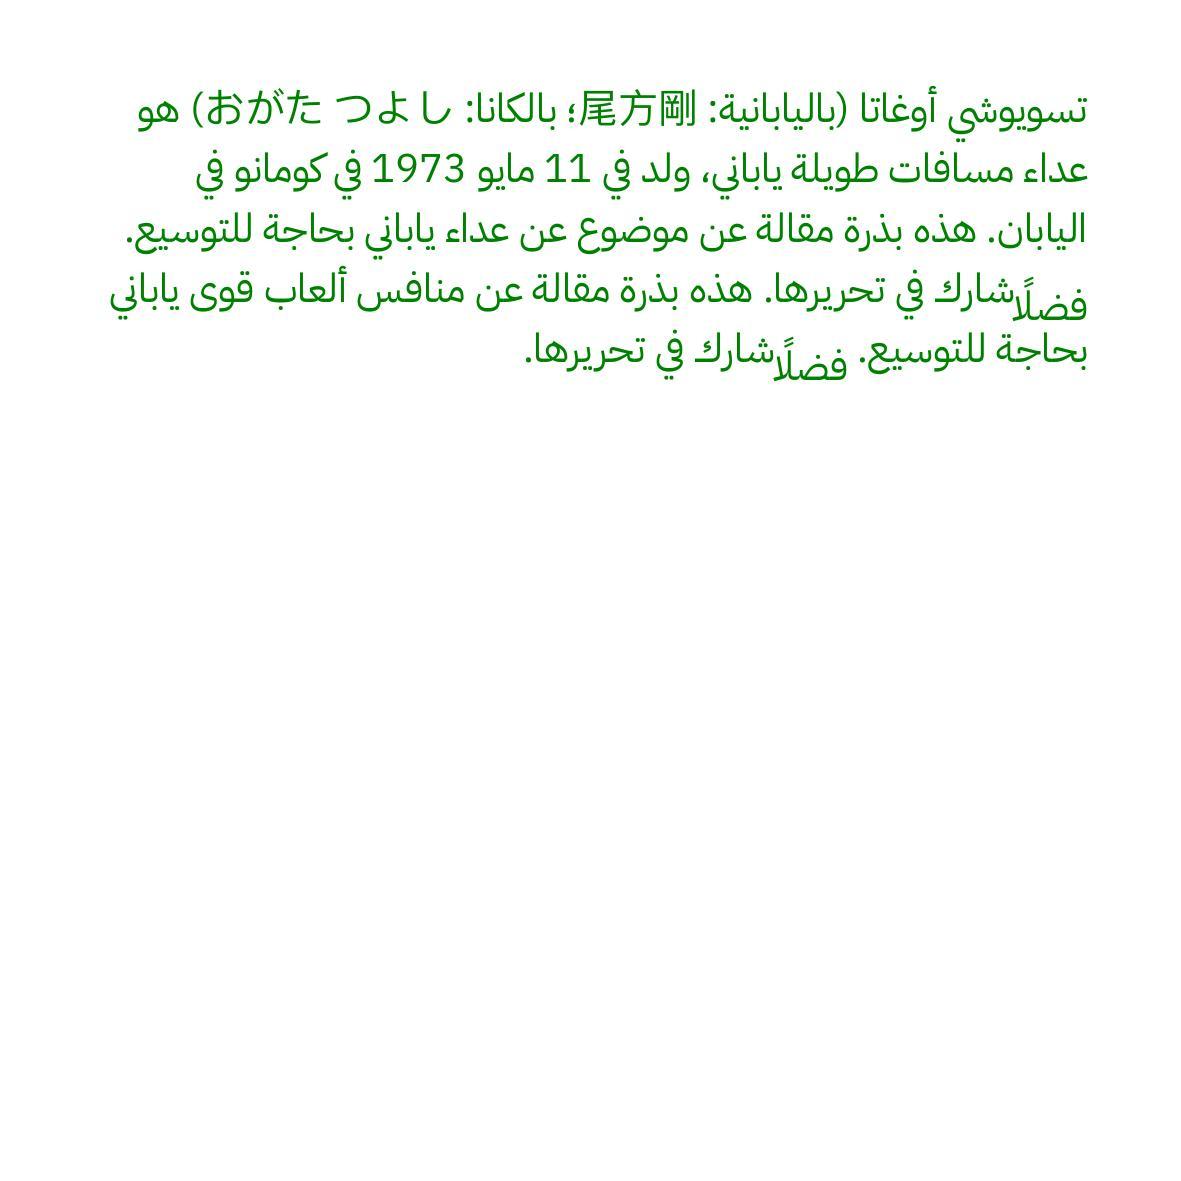 تسويوشي أوغاتا (باليابانية: 尾方剛؛ بالكانا: おがた つよし) هو
عداء مسافات طويلة ياباني، ولد في 11 مايو 1973 في كومانو في
اليابان. هذه بذرة مقالة عن موضوع عن عداء ياباني بحاجة للتوسيع.
فضلًا شارك في تحريرها. هذه بذرة مقالة عن منافس ألعاب قوى ياباني
بحاجة للتوسيع. فضلًا شارك في تحريرها.